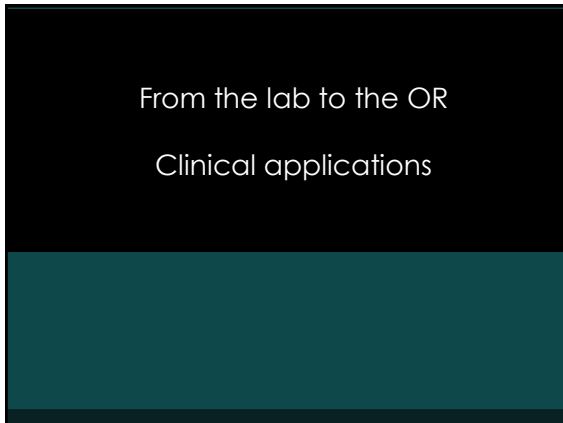 From the lab to the OR
Clinical applications